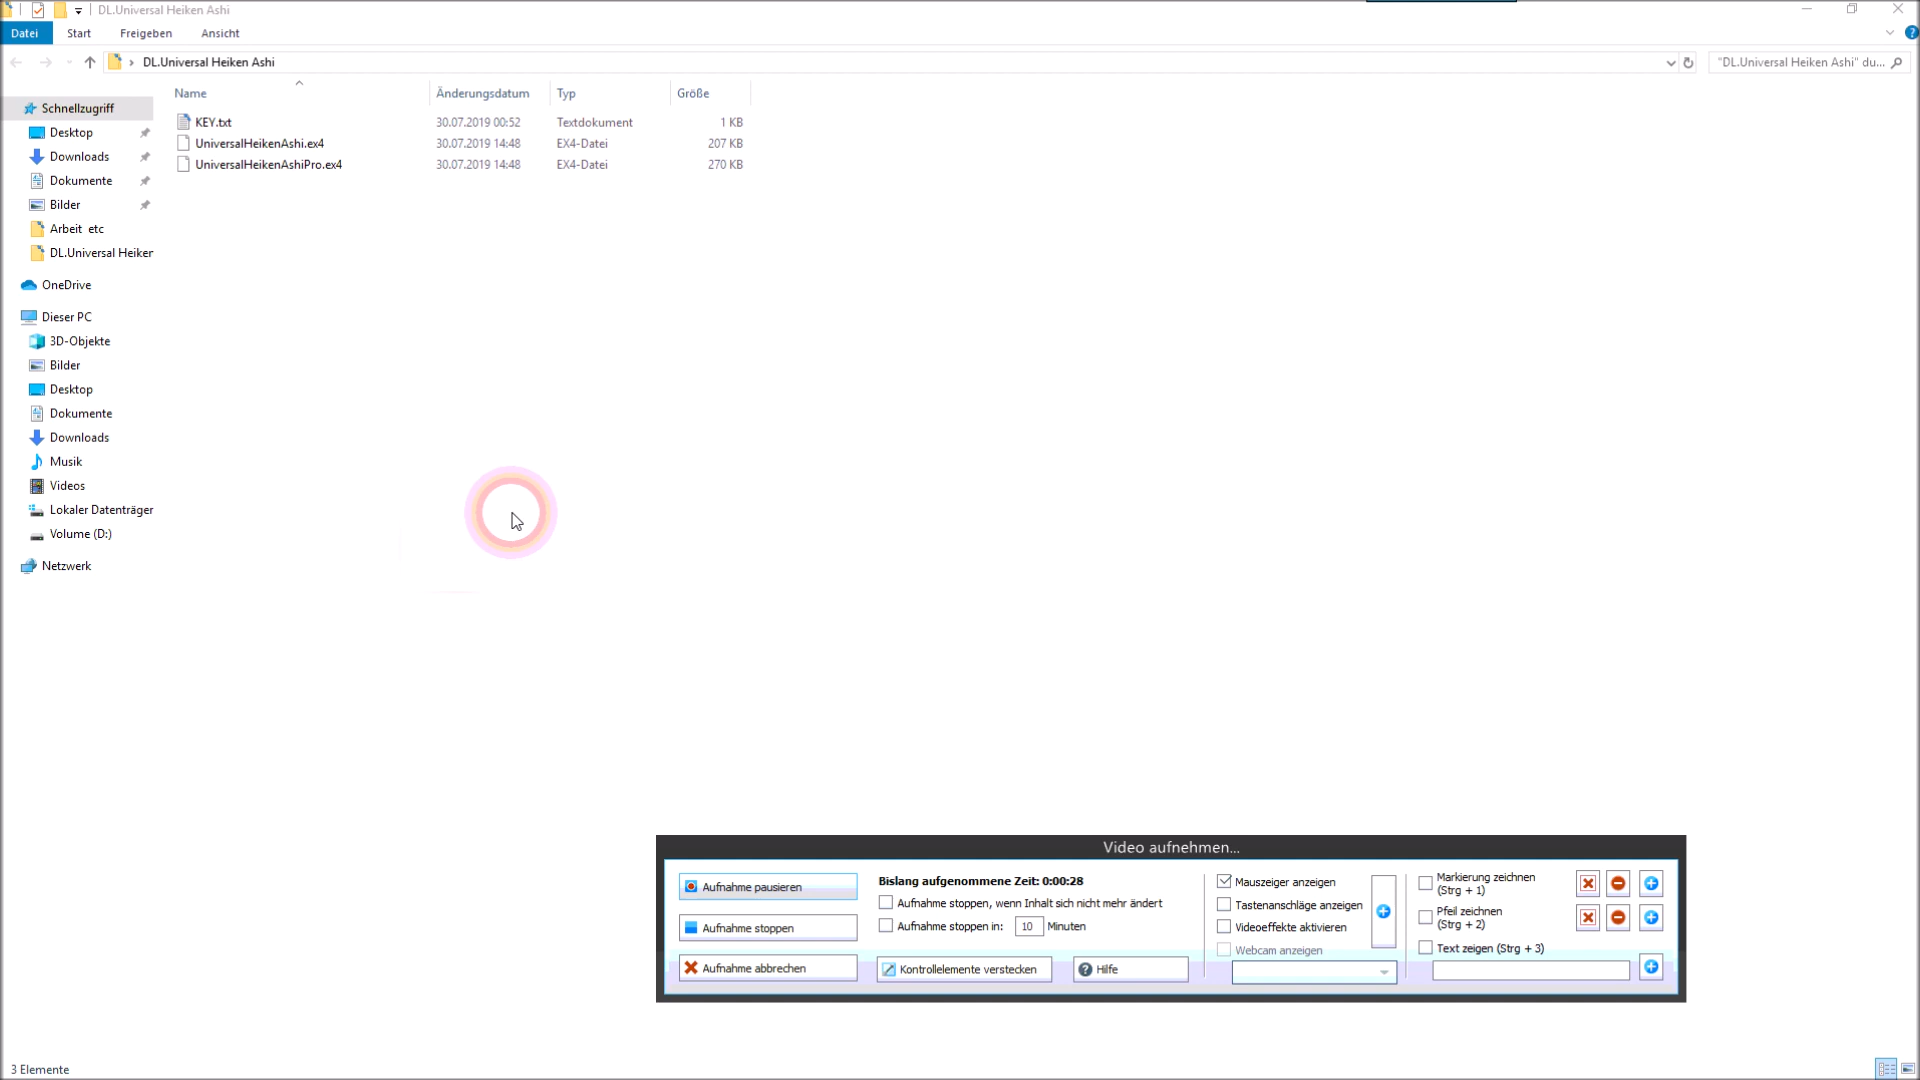 DL.Universal Heiken Ashi
Datei Start Freigeben Ansicht
DL.Universal Heiken Ashi
"DL.Universal Heiken Ashi" du...
Name Änderungsdatum Typ Größe
KEY.txt 30.07.2019 00:52 Textdokument 1 KB
UniversalHeikenAshi.ex4 30.07.2019 14:48 EX4-Datei 207 KB
UniversalHeikenAshiPro.ex4 30.07.2019 14:48 EX4-Datei 270 KB
Schnellzugriff
Desktop
Downloads
Dokumente
Bilder
Arbeit etc
DL.Universal Heiker
OneDrive
Dieser PC
3D-Objekte
Bilder
Desktop
Dokumente
Downloads
Musik
Videos
Lokaler Datenträger
Volume (D:)
Netzwerk
Video aufnehmen...
Aufnahme pausieren
Aufnahme stoppen
Aufnahme abbrechen
Bislang aufgenommene Zeit: 0:00:28
Aufnahme stoppen, wenn Inhalt sich nicht mehr ändert
Aufnahme stoppen in: 10 Minuten
Kontrollelemente verstecken
Hilfe
Mauszeiger anzeigen
Tastenanschläge anzeigen
Videoeffekte aktivieren
Webcam anzeigen
Markierung zeichnen
(Strg + 1)
Pfeil zeichnen
(Strg + 2)
Text zeigen (Strg + 3)
3 Elemente